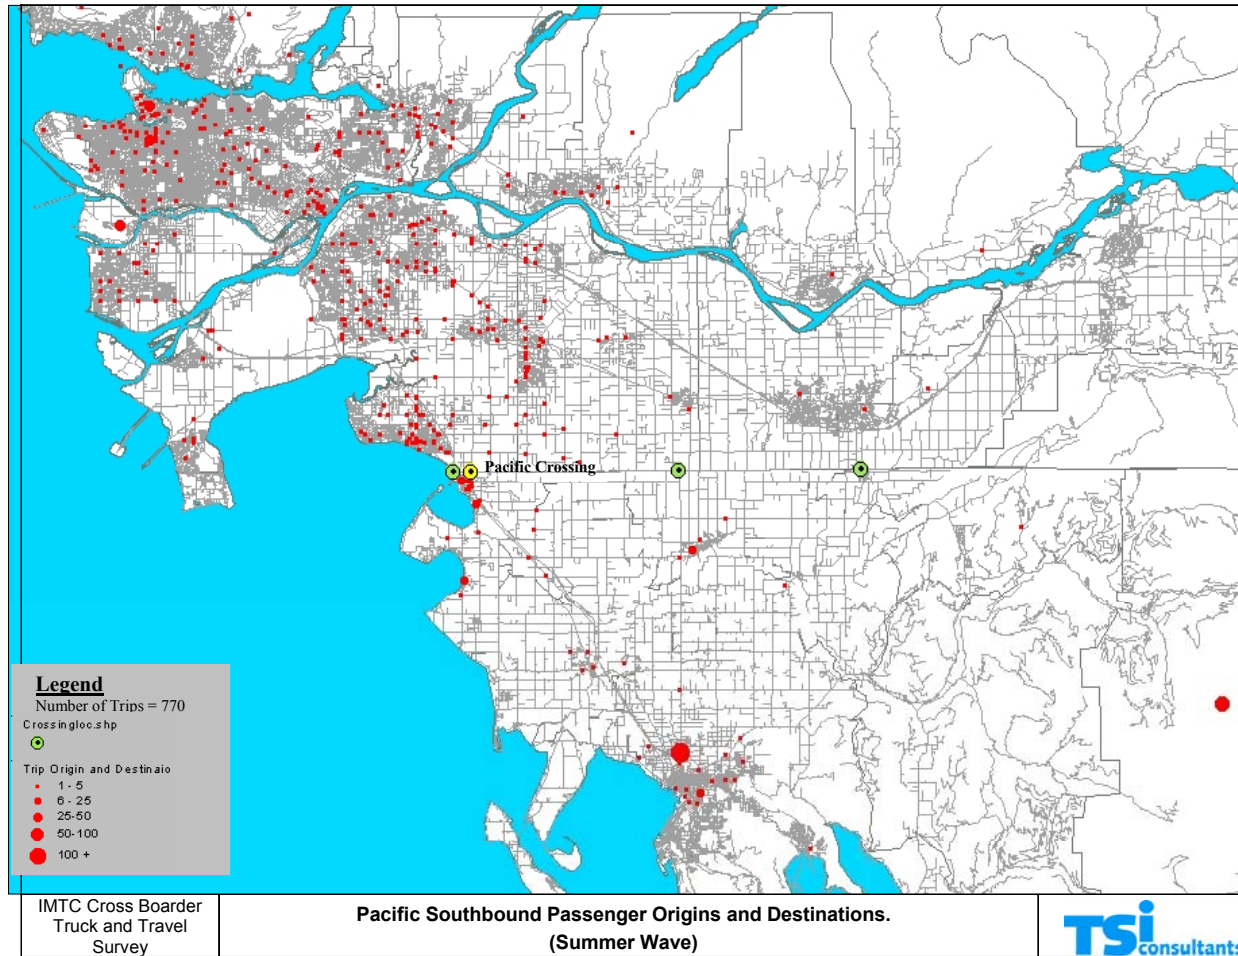 Pacific Crossing
Legend
Number of Trips = 770
Crossingloc.shp
Trip Origin and Destinaio
1 - 5
6 - 25
25-50
50-100
100 +
IMTC Cross Boarder
Truck and Travel
Survey
Pacific Southbound Passenger Origins and Destinations.
(Summer Wave)
TSi
consultants